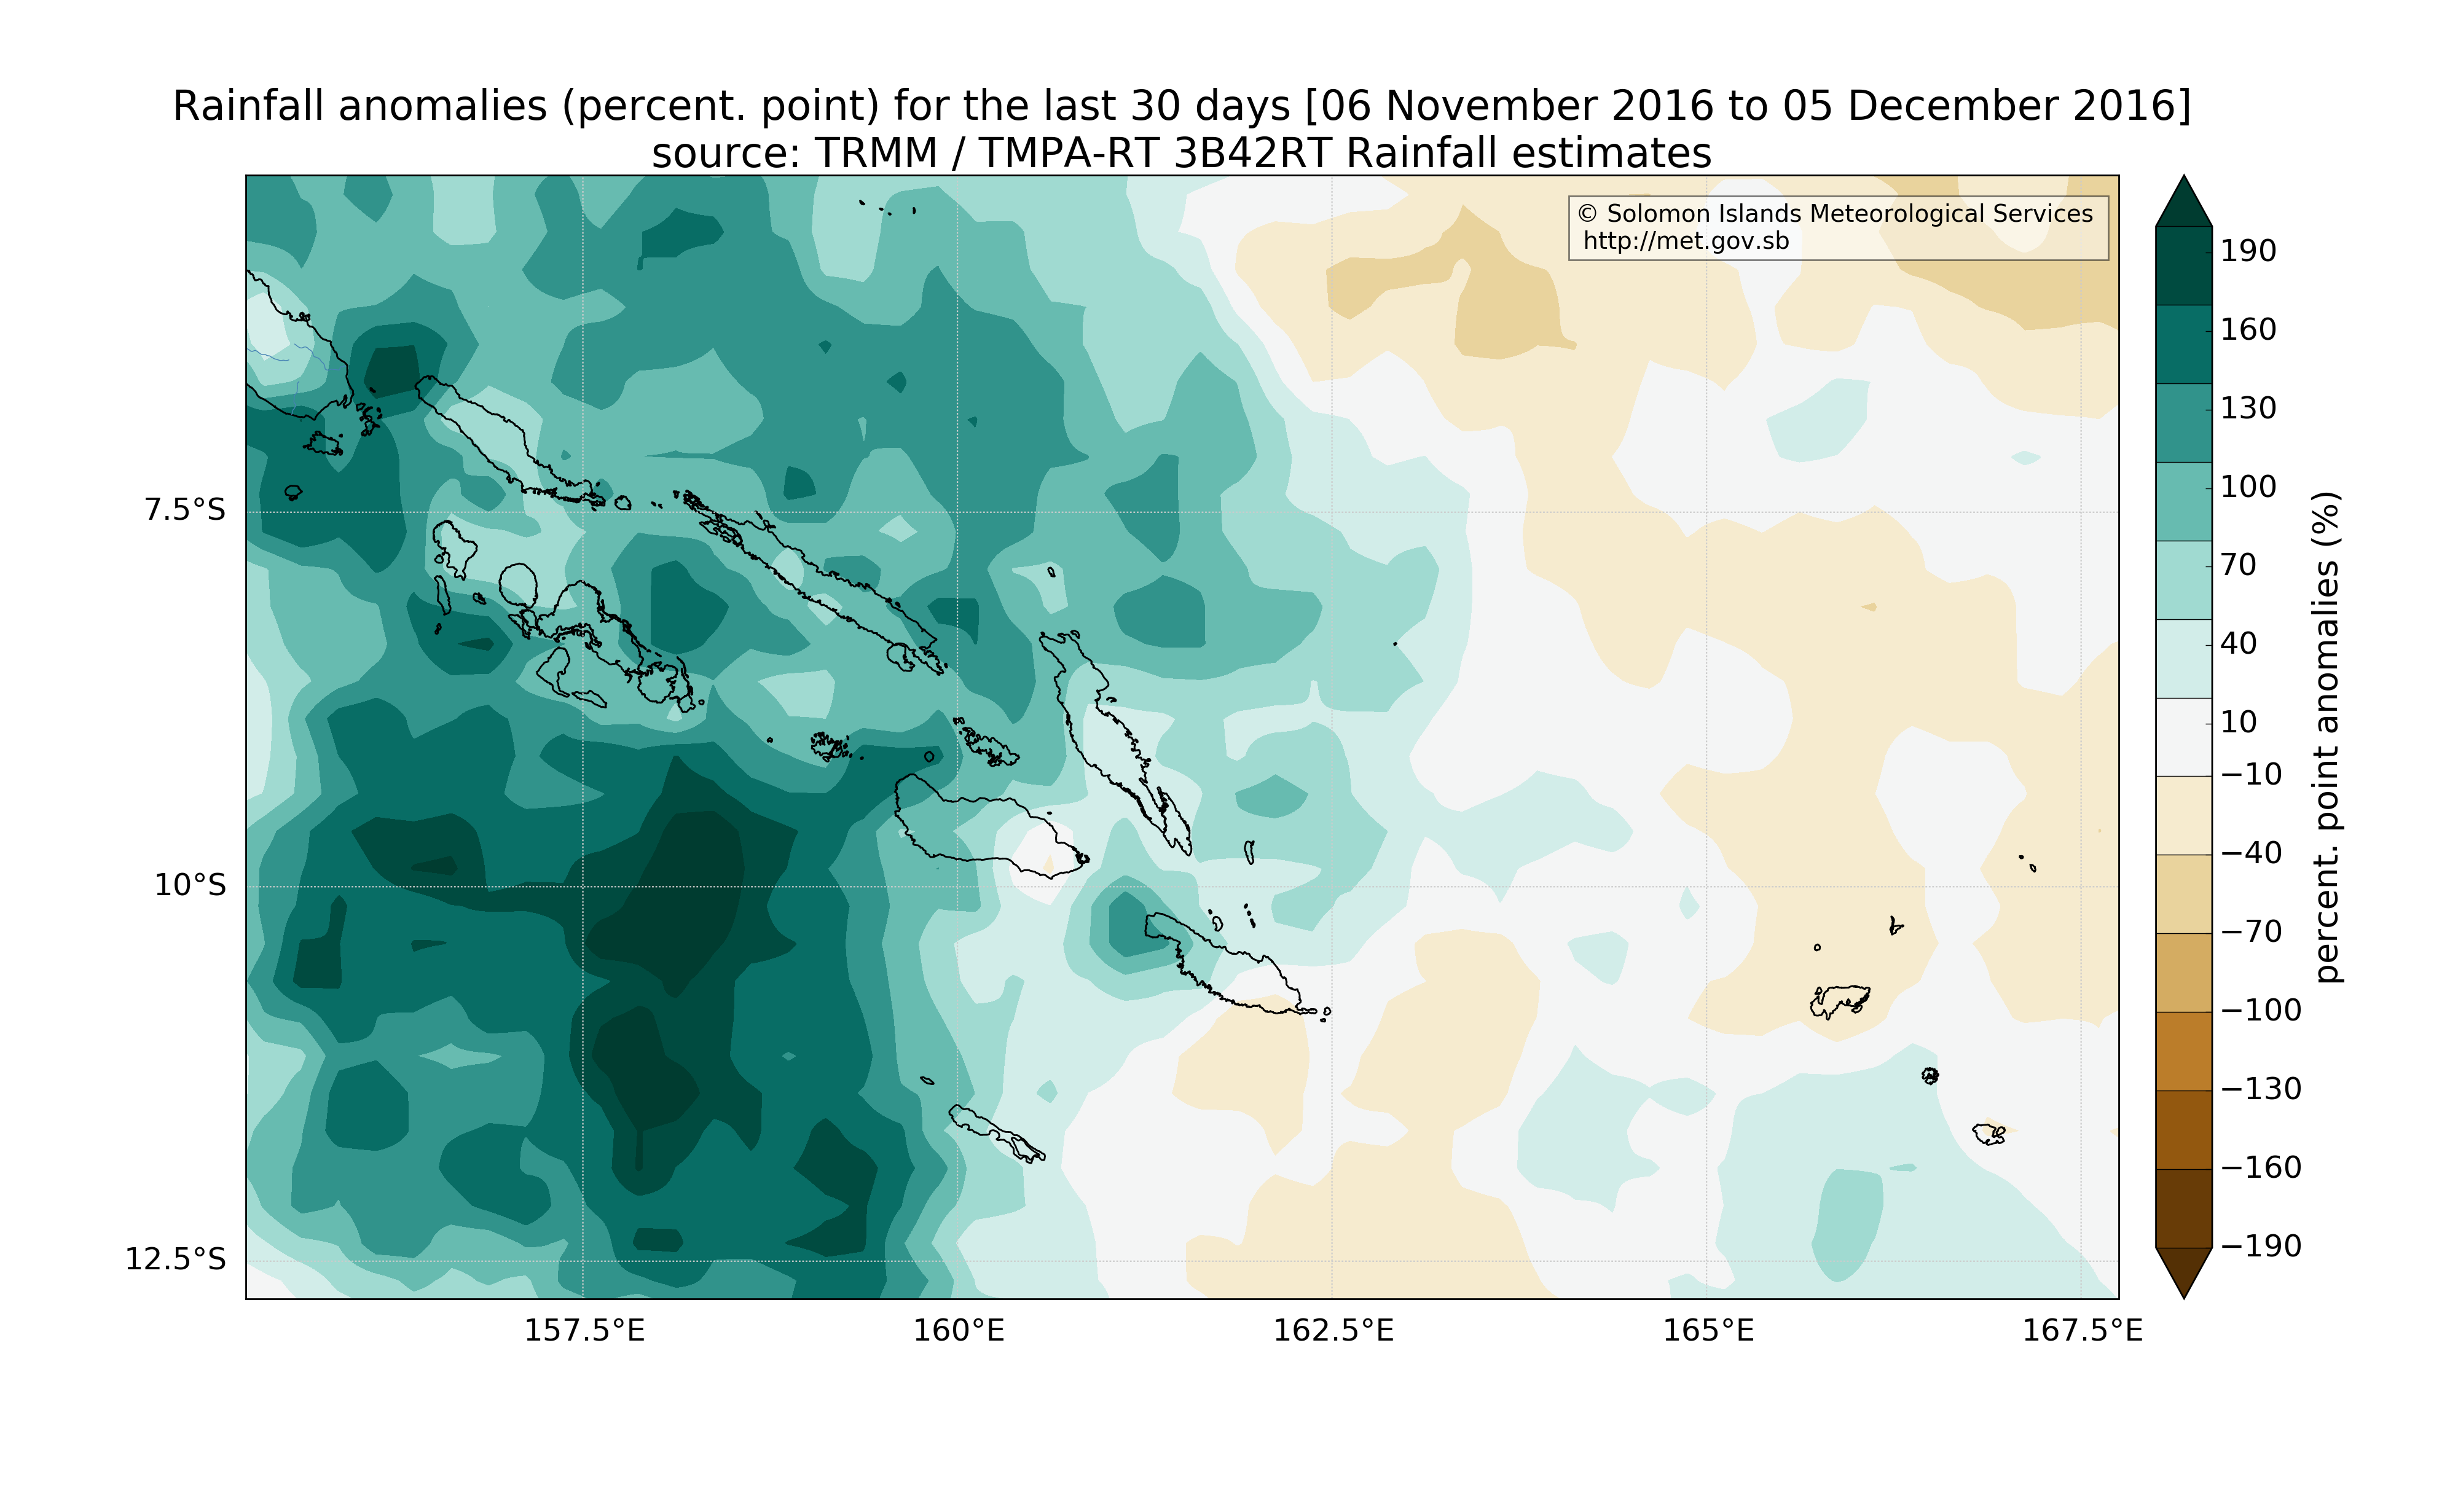 Rainfall anomalies (percent. point) for the last 30 days [06 November 2016 to 05 December 2016]
source: TRMM / TMPA-RT 3B42RT Rainfall estimates
© Solomon Islands Meteorological Services
http://met.gov.sb
7.5°S
10°S
12.5°S
157.5°E
160°E
162.5°E
165°E
167.5°E
190
160
130
100
70
40
10
−10
−40
−70
−100
−130
−160
−190
percent. point anomalies (%)